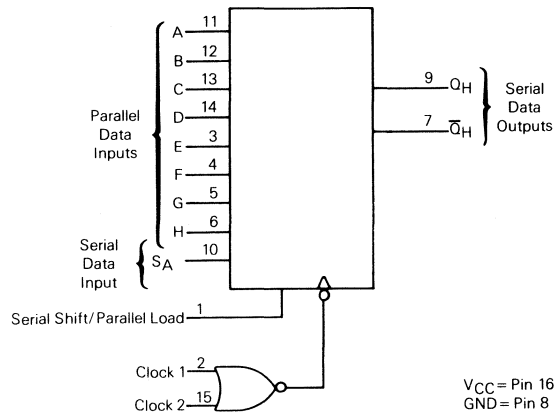 Parallel
Data
Inputs
A 11
B 12
C 13
D 14
E 3
F 4
G 5
H 6
Serial
Data
Input
SA 10
Serial Shift/Parallel Load 1
Clock 1 2
Clock 2 15
9 QH
7 Q̅H
Serial
Data
Outputs
VCC = Pin 16
GND = Pin 8